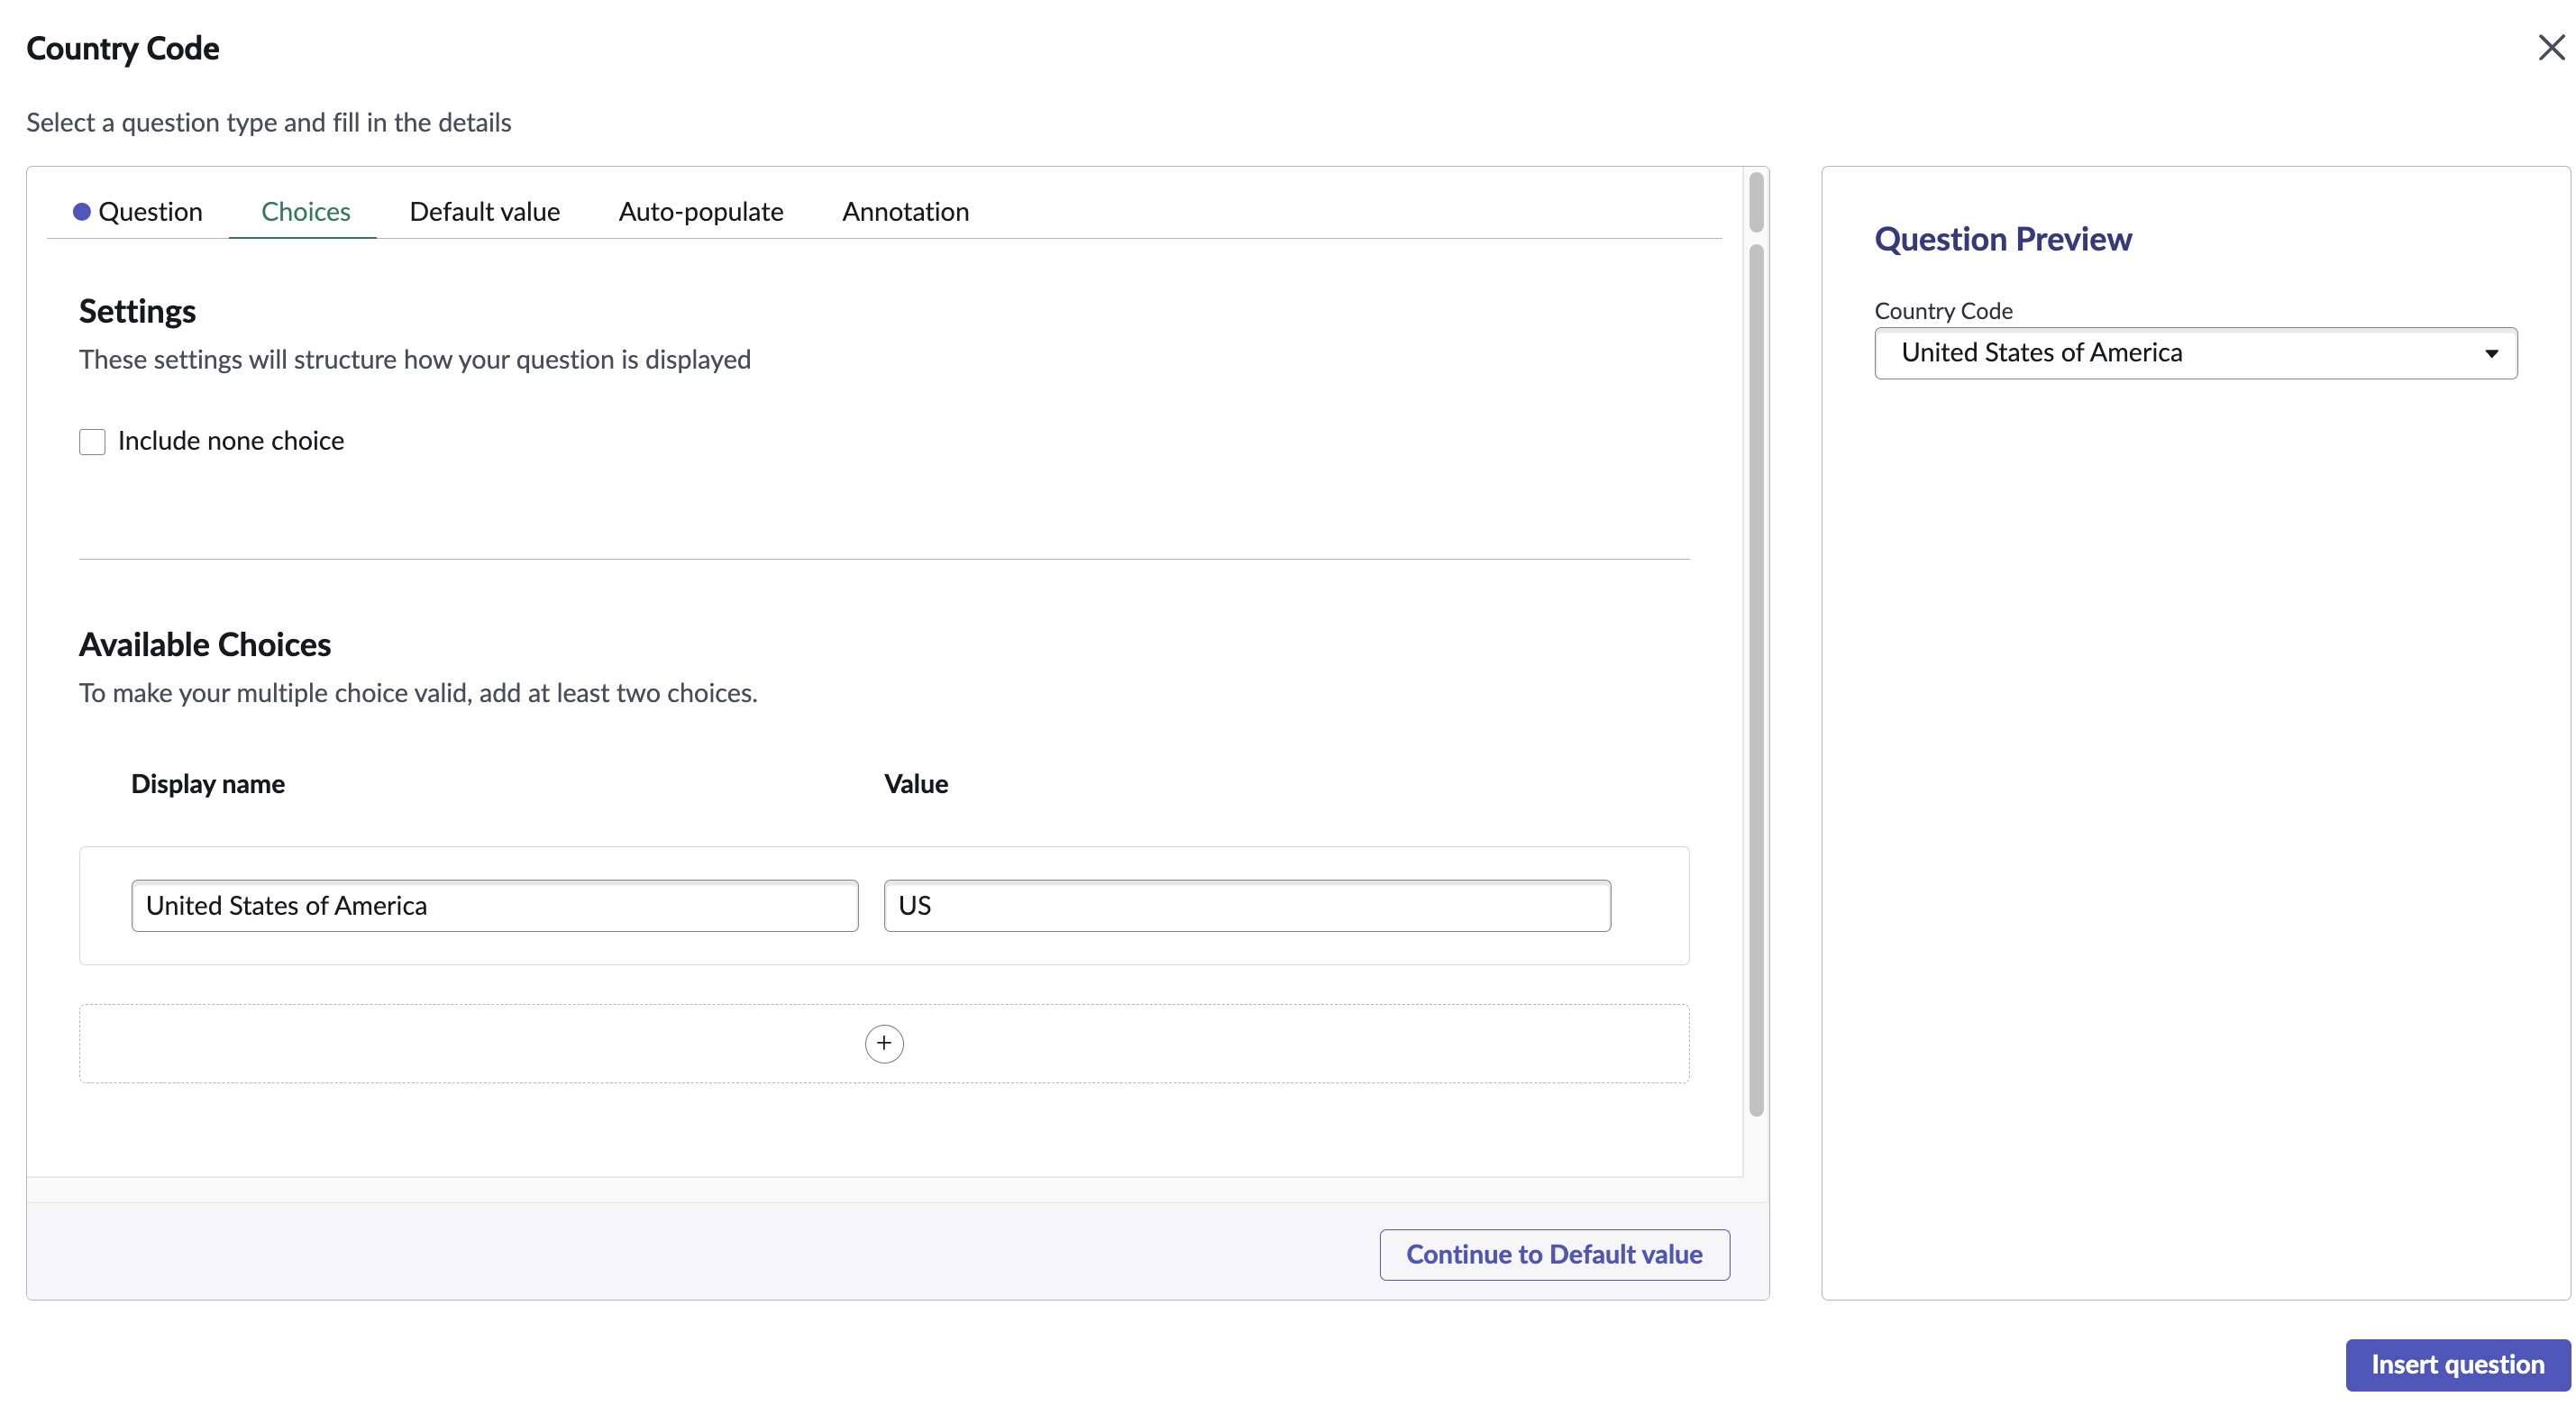 Country Code
Select a question type and fill in the details
Question Choices Default value Auto-populate Annotation
Settings
These settings will structure how your question is displayed
Include none choice
Available Choices
To make your multiple choice valid, add at least two choices.
Display name Value
United States of America US
Continue to Default value
Question Preview
Country Code
United States of America
Insert question